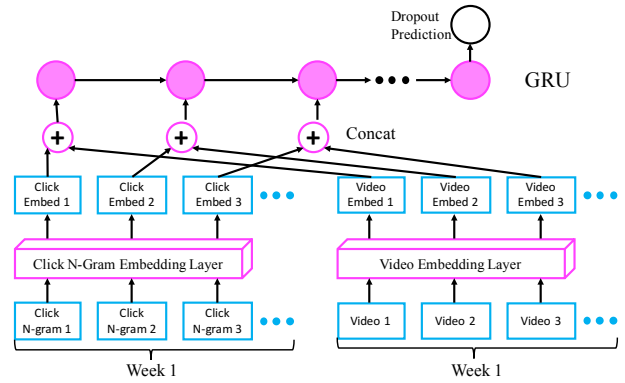 Dropout
Prediction
GRU
+
+
+
Concat
Click
Embed 1
Click
Embed 2
Click
Embed 3
Video
Embed 1
Video
Embed 2
Video
Embed 3
Click N-Gram Embedding Layer
Video Embedding Layer
Click
N-gram 1
Click
N-gram 2
Click
N-gram 3
Video 1
Video 2
Video 3
Week 1
Week 1